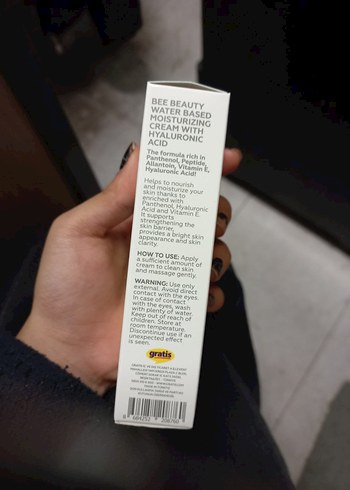 BEE BEAUTY
WATER BASED
MOISTURIZING
CREAM WITH
HYALURONIC
ACID
The formula rich in
Panthenol, Peptide,
Allantoin, Vitamin E,
Hyaluronic Acid!
Helps to nourish
and moisturize your
skin thanks to
enriched with
Panthenol, Hyaluronic
Acid and Vitamin E.
It supports
strengthening the
skin barrier,
provides a bright skin
appearance and skin
clarity.
HOW TO USE: Apply
a sufficient amount of
cream to clean skin
and massage gently.
WARNING: Use only
external. Avoid direct
contact with the eyes.
In case of contact
with the eyes, wash
with plenty of water.
Keep out of reach of
children. Store at
room temperature.
Discontinue use if an
unexpected effect
is seen.
gratis